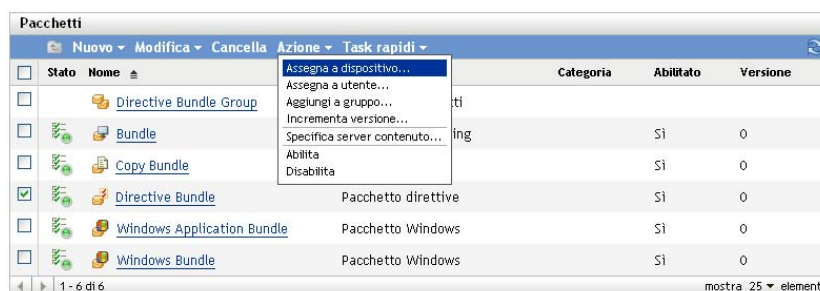 Pacchetti
Nuovo Modifica Cancella Azione Task rapidi
Stato Nome Categoria Abilitato Versione
Assegna a dispositivo...
Assegna a utente...
Aggiungi a gruppo...
Incrementa versione...
Specifica server contenuto...
Abilita
Disabilita
Directive Bundle Group
Bundle Sì 0
Copy Bundle Sì 0
Directive Bundle Pacchetto direttive Sì 0
Windows Application Bundle Pacchetto Windows Sì 0
Windows Bundle Pacchetto Windows Sì 0
1 - 6 di 6 mostra 25